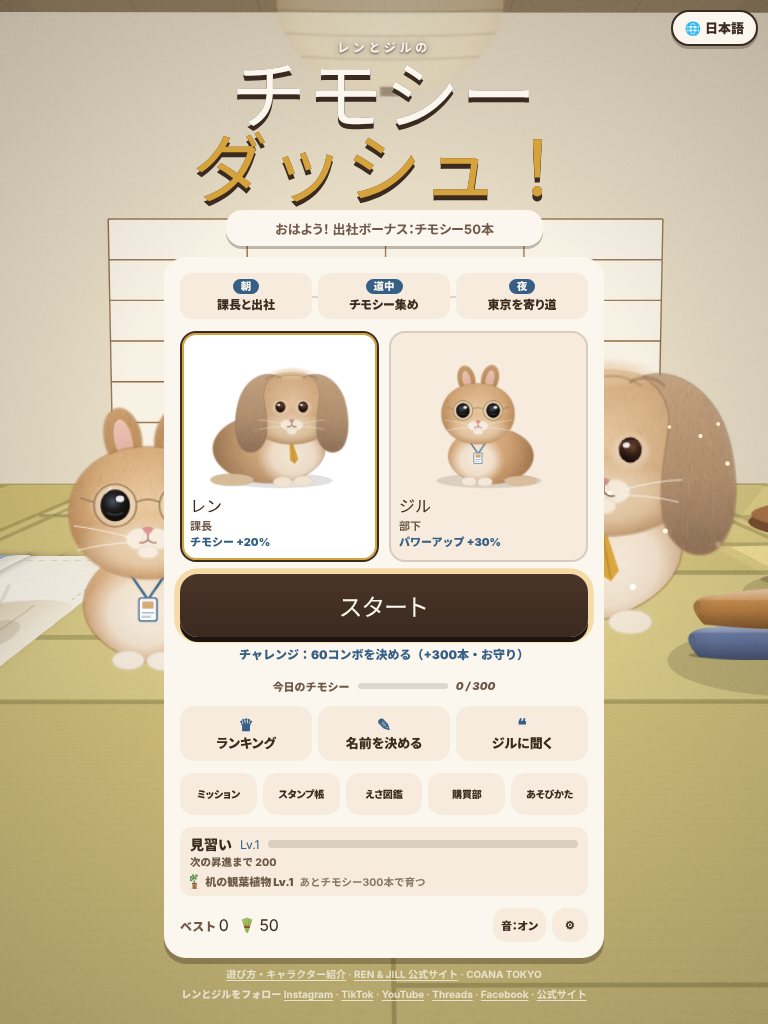 🌐 日本語
レンとジルの
チモシー
ダッシュ！
おはよう！ 出社ボーナス：チモシー50本
朝 道中 夜
課長と出社 チモシー集め 東京を寄り道
レン ジル
課長 部下
チモシー +20% パワーアップ +30%
スタート
チャレンジ：60コンボを決める（+300本・お守り）
今日のチモシー 0 / 300
♛ ✎ ❝
ランキング 名前を決める ジルに聞く
ミッション スタンプ帳 えさ図鑑 購買部 あそびかた
見習い Lv.1
次の昇進まで 200
机の観葉植物 Lv.1 あとチモシー300本で育つ
ベスト 0 50 音：オン ⚙
遊び方・キャラクター紹介 · REN & JILL 公式サイト · COANA TOKYO
レンとジルをフォロー Instagram · TikTok · YouTube · Threads · Facebook · 公式サイト